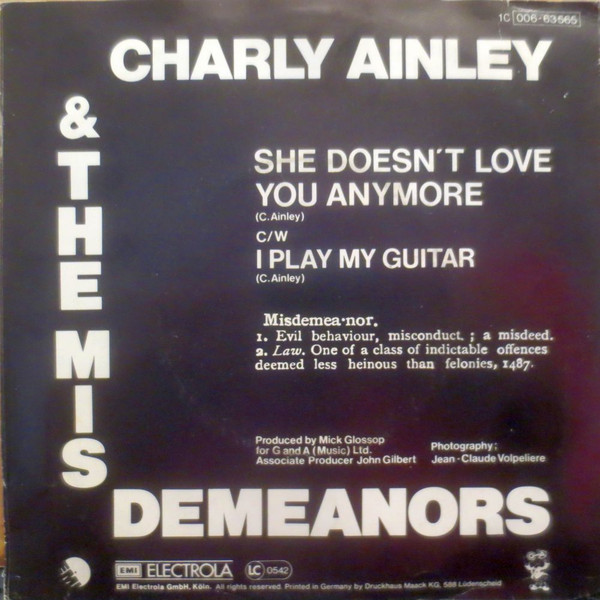 1C 006-63565
CHARLY AINLEY
& THE MIS
DEMEANORS
SHE DOESN'T LOVE
YOU ANYMORE
(C. Ainley)
C/W
I PLAY MY GUITAR
(C. Ainley)
Misdemea·nor.
1. Evil behaviour, misconduct. ; a misdeed.
2. Law. One of a class of indictable offences
deemed less heinous than felonies, 1487.
Produced by Mick Glossop
for G and A (Music) Ltd.
Associate Producer John Gilbert
Photography;
Jean-Claude Volpeliere
EMI
EMI ELECTROLA LC 0542
EMI Electrola GmbH, Köln. All rights reserved. Printed in Germany by Druckhaus Maack KG, 588 Lüdenscheid